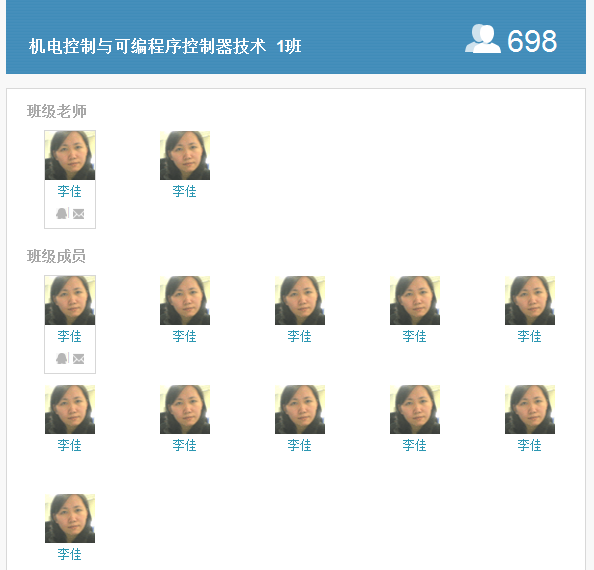 机电控制与可编程序控制器技术 1班
698
班级老师
李佳 李佳
班级成员
李佳 李佳 李佳 李佳 李佳
李佳 李佳 李佳 李佳 李佳
李佳